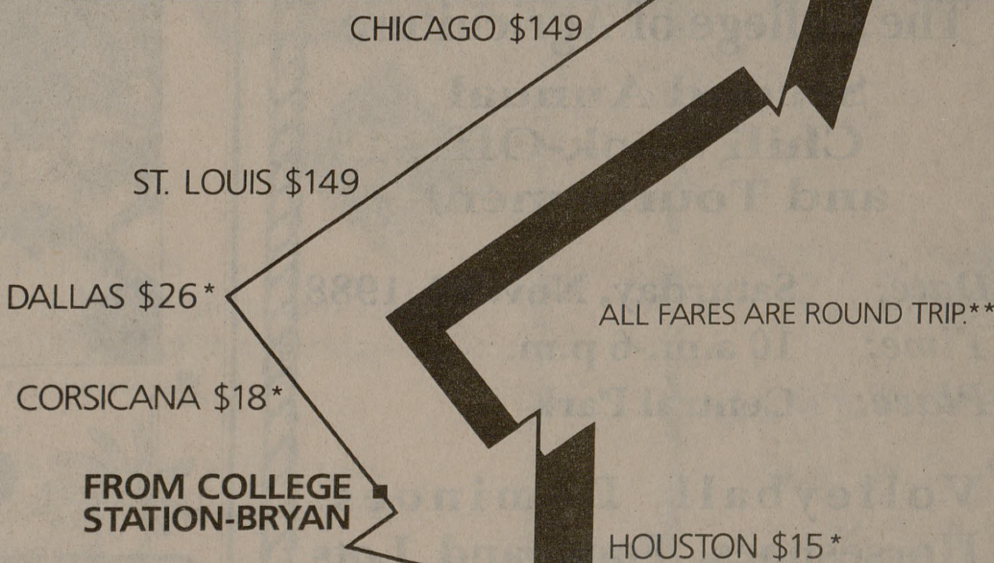 CHICAGO $149
ST. LOUIS $149
DALLAS $26*
ALL FARES ARE ROUND TRIP.**
CORSICANA $18*
FROM COLLEGE
STATION-BRYAN
HOUSTON $15*